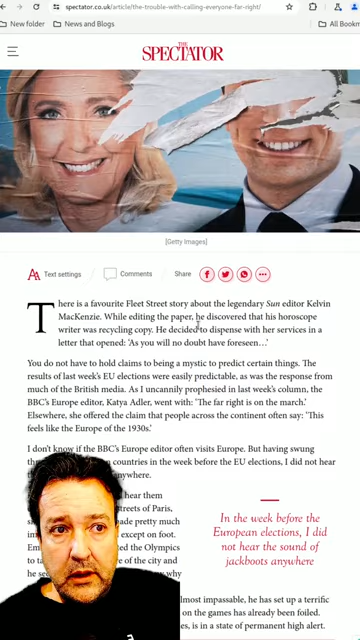 spectator.co.uk/article/the-trouble-with-calling-everyone-far-right/
New folder
News and Blogs
All Bookm
THE
SPECTATOR
[Getty Images]
AA Text settings
Comments
Share
There is a favourite Fleet Street story about the legendary Sun editor Kelvin
MacKenzie. While editing the paper, he discovered that his horoscope
writer was recycling copy. He decided to dispense with her services in a
letter that opened: 'As you will no doubt have foreseen…'
You do not have to hold claims to being a mystic to predict certain things. The
results of last week's EU elections were easily predictable, as was the response from
much of the British media. As I uncannily prophesied in last week's column, the
BBC's Europe editor, Katya Adler, went with: 'The far right is on the march.'
Elsewhere, she offered the claim that people across the continent often say: 'This
feels like the Europe of the 1930s.'
I don't know if the BBC's Europe editor often visits Europe. But having swung
countries in the week before the EU elections, I did not hear
anywhere.
hear them
streets of Paris,
made pretty much
except on foot.
ted the Olympics
of the city and
why
In the week before the
European elections, I did
not hear the sound of
jackboots anywhere
almost impassable, he has set up a terrific
on the games has already been foiled.
is in a state of permanent high alert.